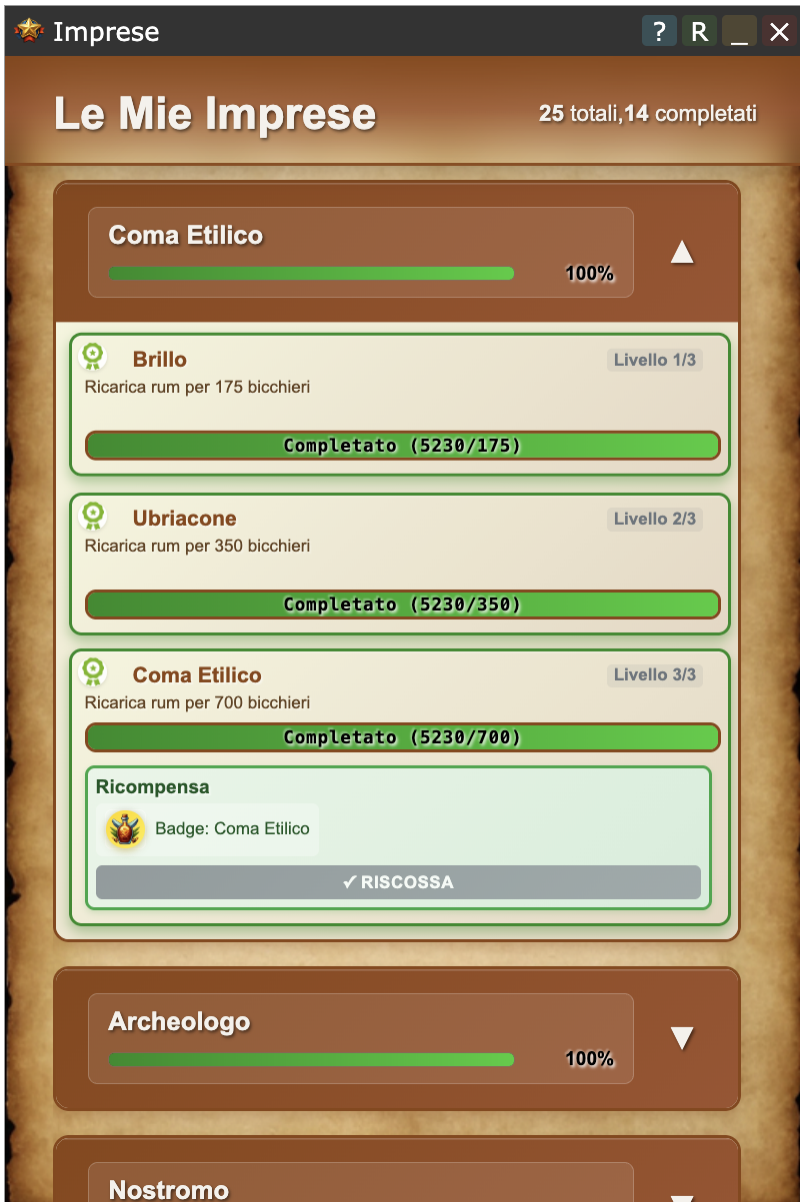 Imprese
? R _ ✕
Le Mie Imprese
25 totali,14 completati
Coma Etilico
▲
100%
Brillo
Livello 1/3
Ricarica rum per 175 bicchieri
Completato (5230/175)
Ubriacone
Livello 2/3
Ricarica rum per 350 bicchieri
Completato (5230/350)
Coma Etilico
Livello 3/3
Ricarica rum per 700 bicchieri
Completato (5230/700)
Ricompensa
Badge: Coma Etilico
✓ RISCOSSA
Archeologo
▼
100%
Nostromo